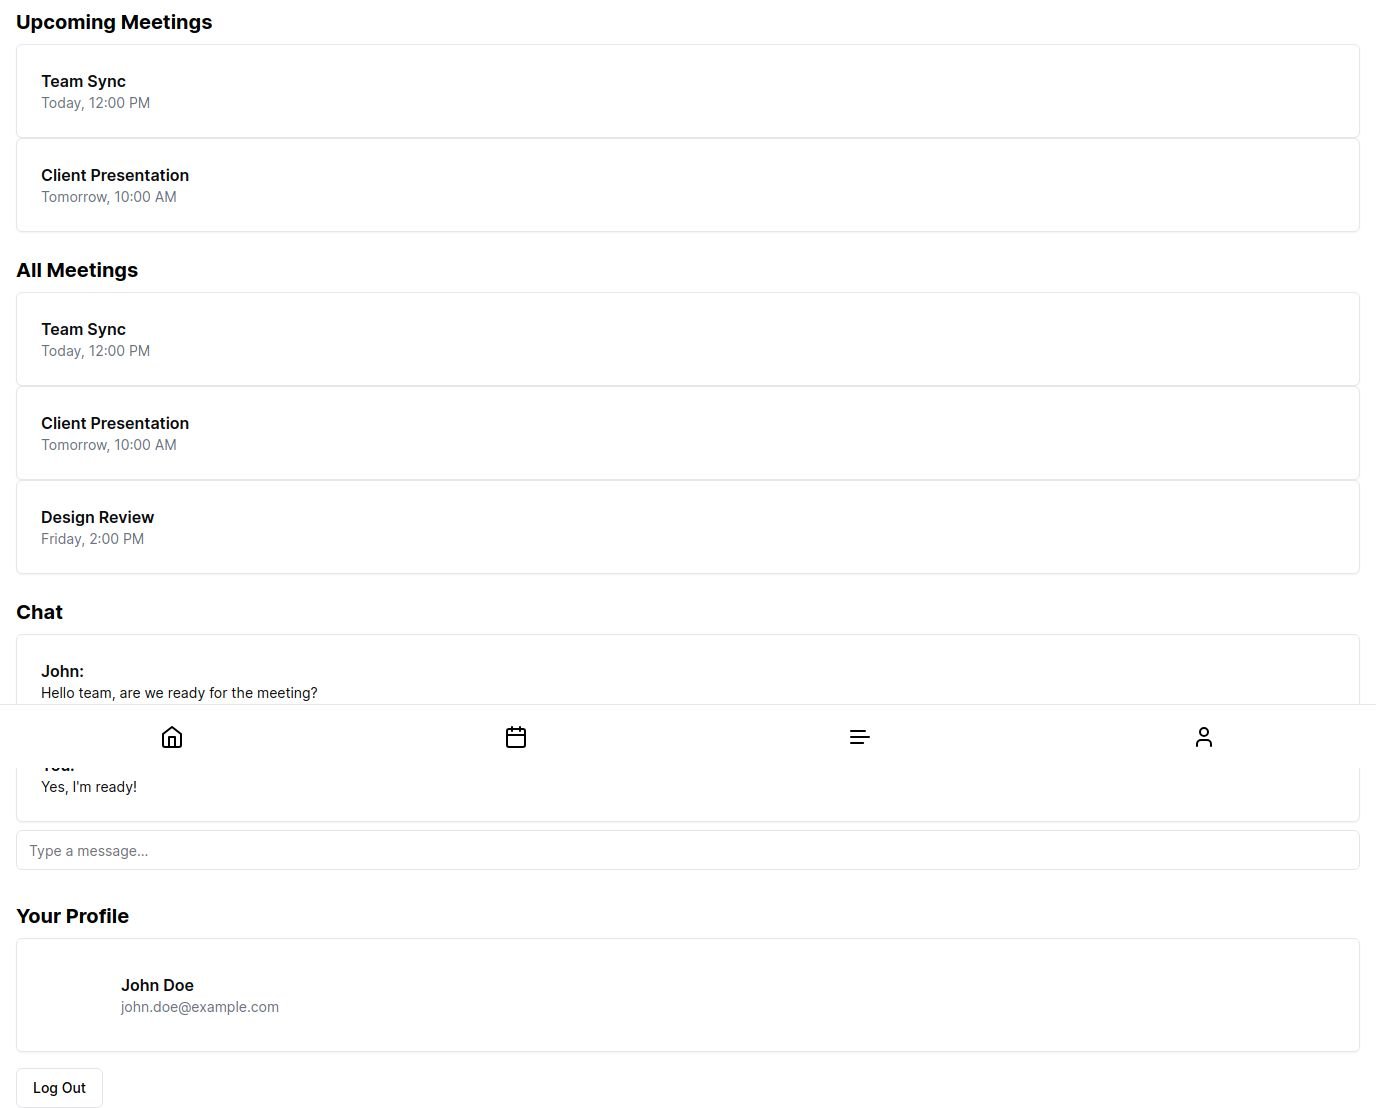 Upcoming Meetings
Team Sync
Today, 12:00 PM
Client Presentation
Tomorrow, 10:00 AM
All Meetings
Team Sync
Today, 12:00 PM
Client Presentation
Tomorrow, 10:00 AM
Design Review
Friday, 2:00 PM
Chat
John:
Hello team, are we ready for the meeting?
You:
Yes, I'm ready!
Type a message...
Your Profile
John Doe
john.doe@example.com
Log Out